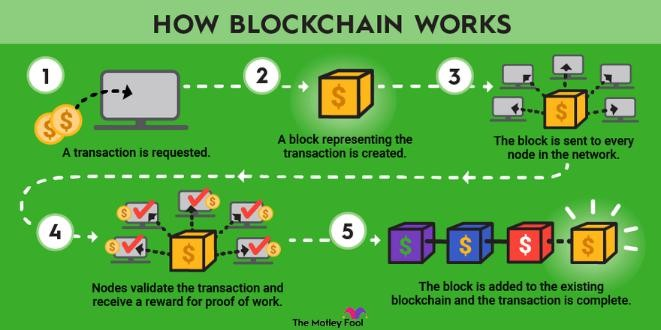 HOW BLOCKCHAIN WORKS
1
A transaction is requested.
2
A block representing the
transaction is created.
3
The block is sent to every
node in the network.
4
Nodes validate the transaction and
receive a reward for proof of work.
5
The block is added to the existing
blockchain and the transaction is complete.
The Motley Fool